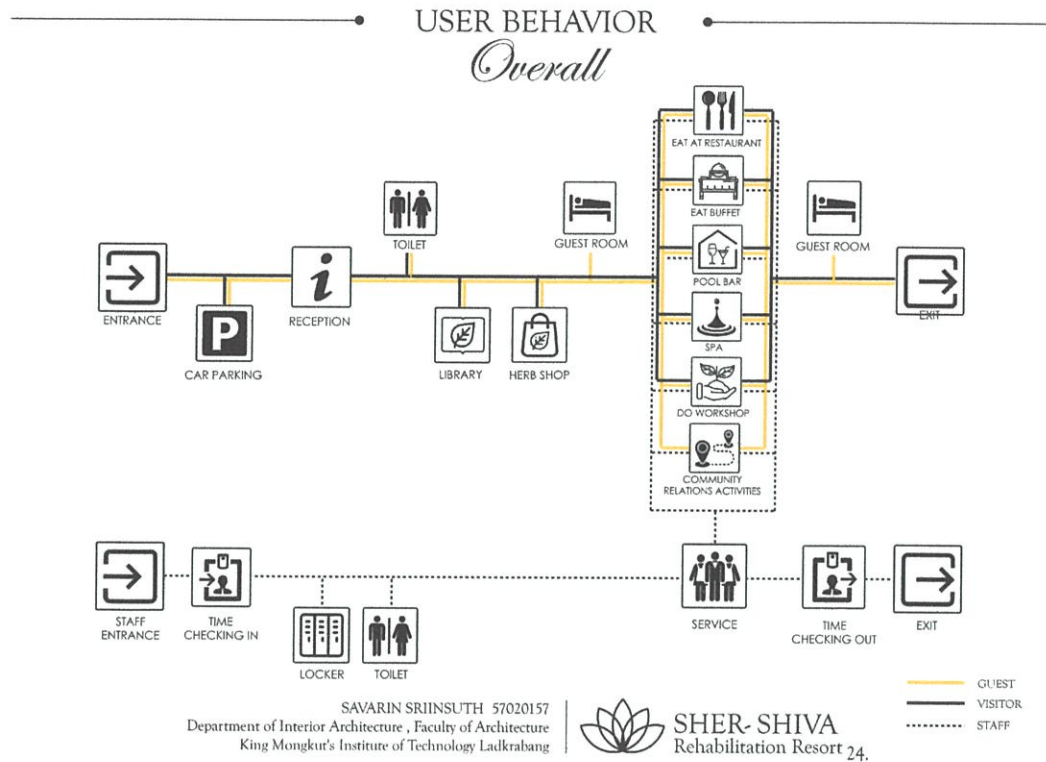 USER BEHAVIOR
Overall
EAT AT RESTAURANT
EAT BUFFET
TOILET
GUEST ROOM
POOL BAR
GUEST ROOM
ENTRANCE
P
CAR PARKING
i
RECEPTION
LIBRARY
HERB SHOP
SPA
EXIT
DO WORKSHOP
COMMUNITY
RELATIONS ACTIVITIES
STAFF
ENTRANCE
TIME
CHECKING IN
LOCKER
TOILET
SERVICE
TIME
CHECKING OUT
EXIT
GUEST
VISITOR
STAFF
SAVARIN SRIINSUTH 57020157
Department of Interior Architecture , Faculty of Architecture
King Mongkut's Institute of Technology Ladkrabang
SHER- SHIVA
Rehabilitation Resort
24.